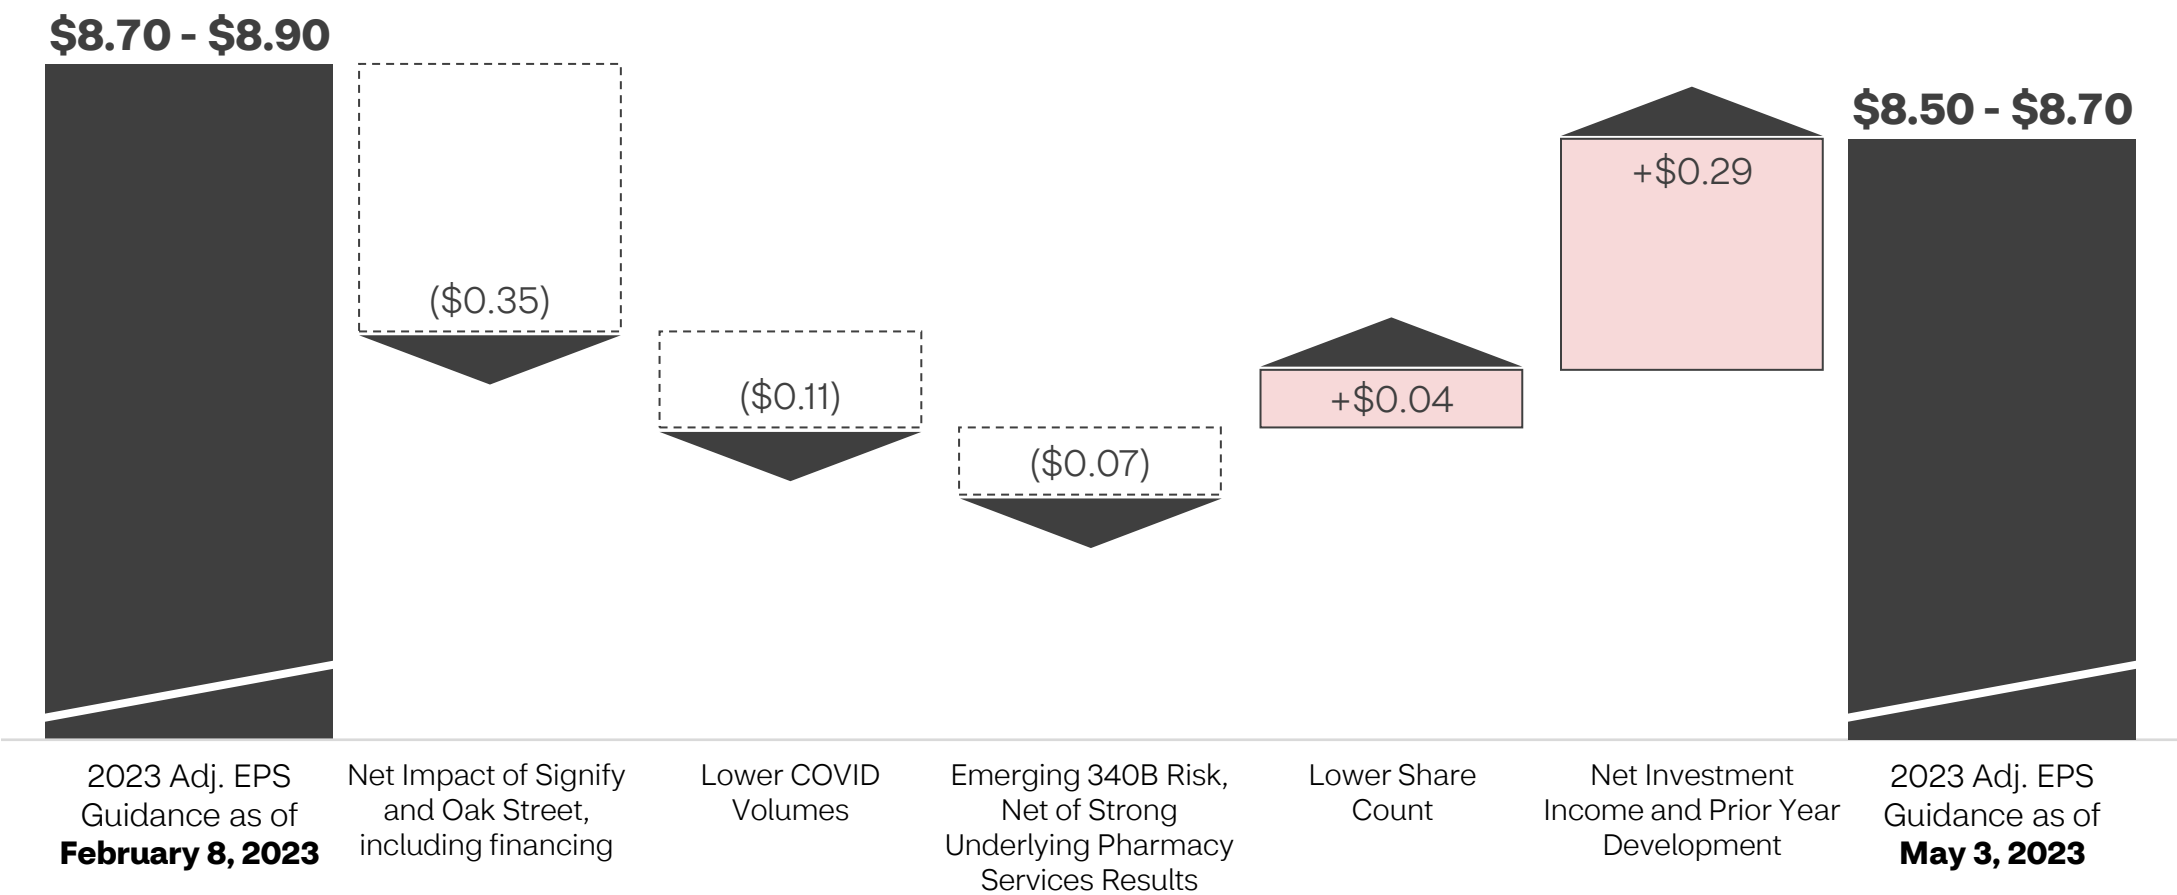 $8.70 - $8.90
$8.50 - $8.70
($0.35)
($0.11)
($0.07)
+$0.04
+$0.29
2023 Adj. EPS
Guidance as of
February 8, 2023
Net Impact of Signify
and Oak Street,
including financing
Lower COVID
Volumes
Emerging 340B Risk,
Net of Strong
Underlying Pharmacy
Services Results
Lower Share
Count
Net Investment
Income and Prior Year
Development
2023 Adj. EPS
Guidance as of
May 3, 2023